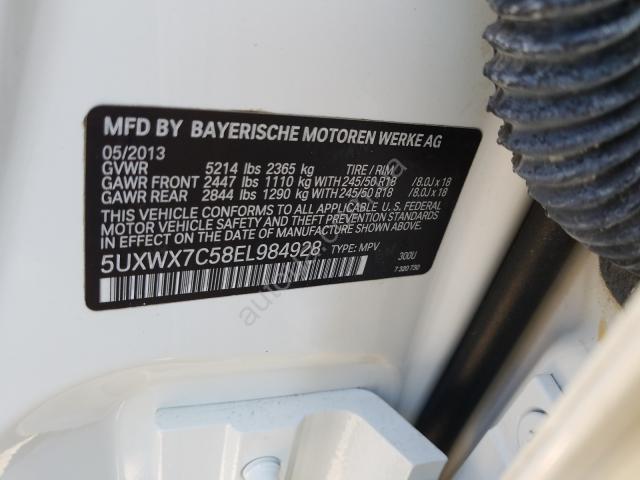 MFD BY BAYERISCHE MOTOREN WERKE AG
05/2013
GVWR 5214 lbs 2365 kg TIRE / RIM
GAWR FRONT 2447 lbs 1110 kg WITH 245/50 R18 /8.0J x 18
GAWR REAR 2844 lbs 1290 kg WITH 245/50 R18 /8.0J x 18
THIS VEHICLE CONFORMS TO ALL APPLICABLE U. S. FEDERAL
MOTOR VEHICLE SAFETY AND THEFT PREVENTION STANDARDS
IN EFFECT ON THE DATE OF MANUFACTURE SHOWN ABOVE.
5UXWX7C58EL984928 TYPE: MPV 300U
7 320 730